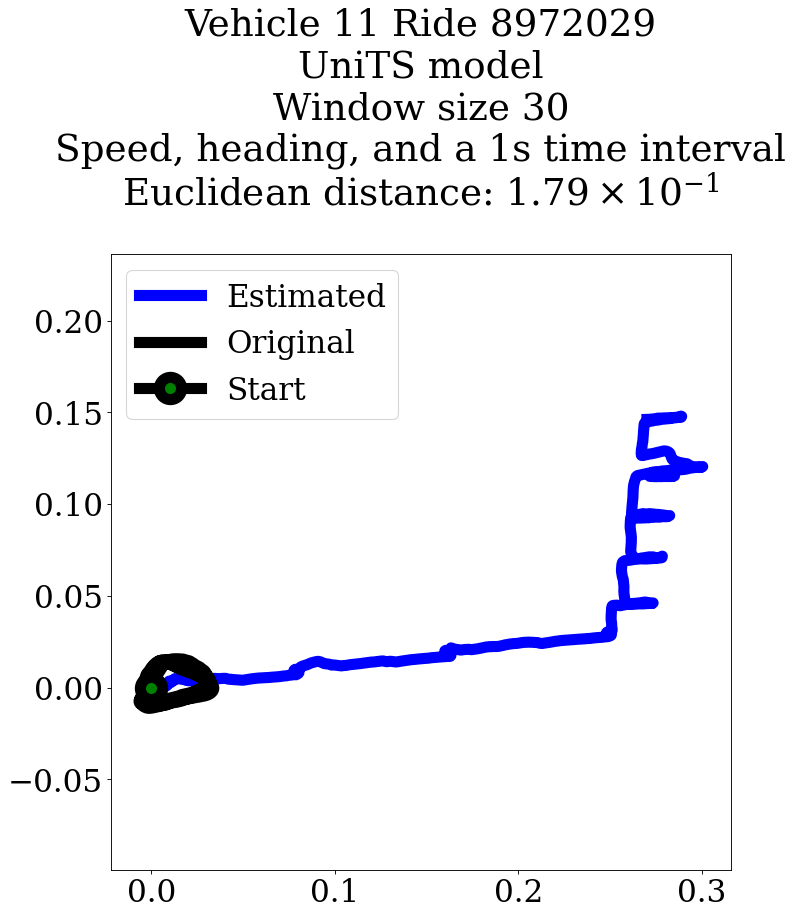 Vehicle 11 Ride 8972029
UniTS model
Window size 30
Speed, heading, and a 1s time interval
Euclidean distance: 1.79 × 10⁻¹
Estimated
Original
Start
0.20
0.15
0.10
0.05
0.00
−0.05
0.0 0.1 0.2 0.3